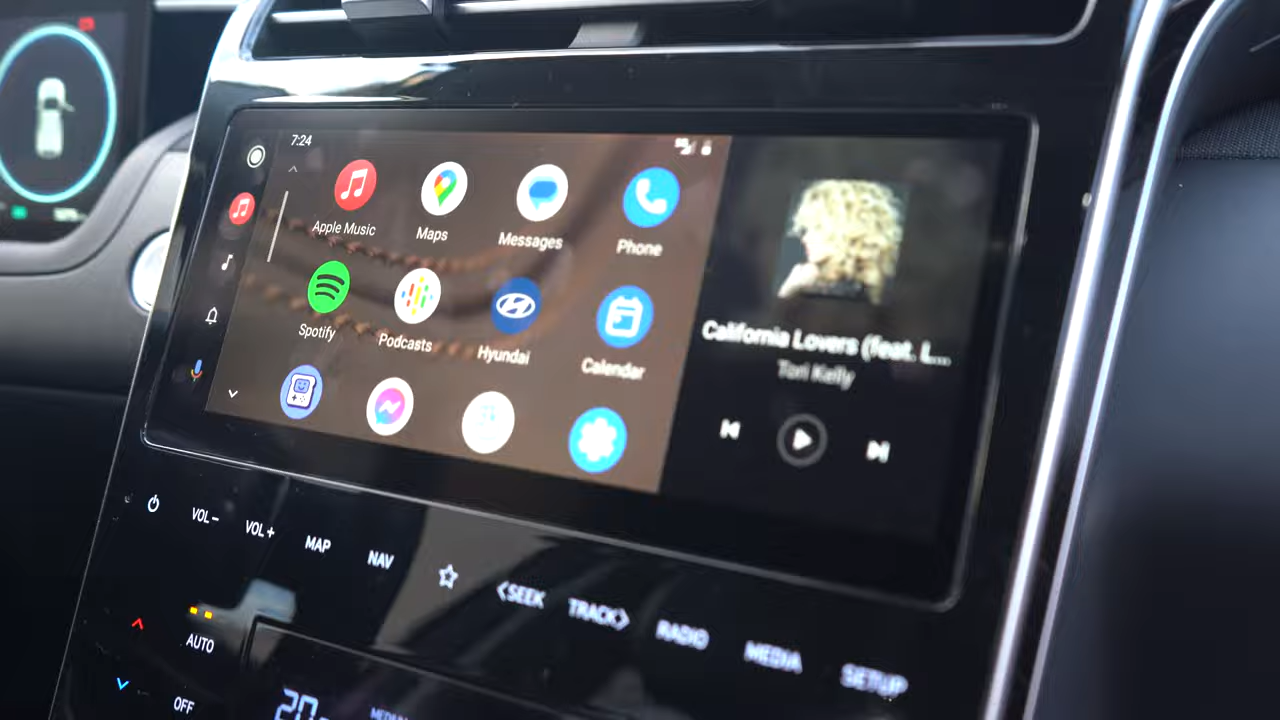 7:24
Apple Music
Maps
Messages
Phone
Spotify
Podcasts
Hyundai
Calendar
California Lovers (feat. L...
Tori Kelly
VOL-
VOL+
MAP
NAV
<SEEK
TRACK>
RADIO
MEDIA
SETUP
AUTO
OFF
20